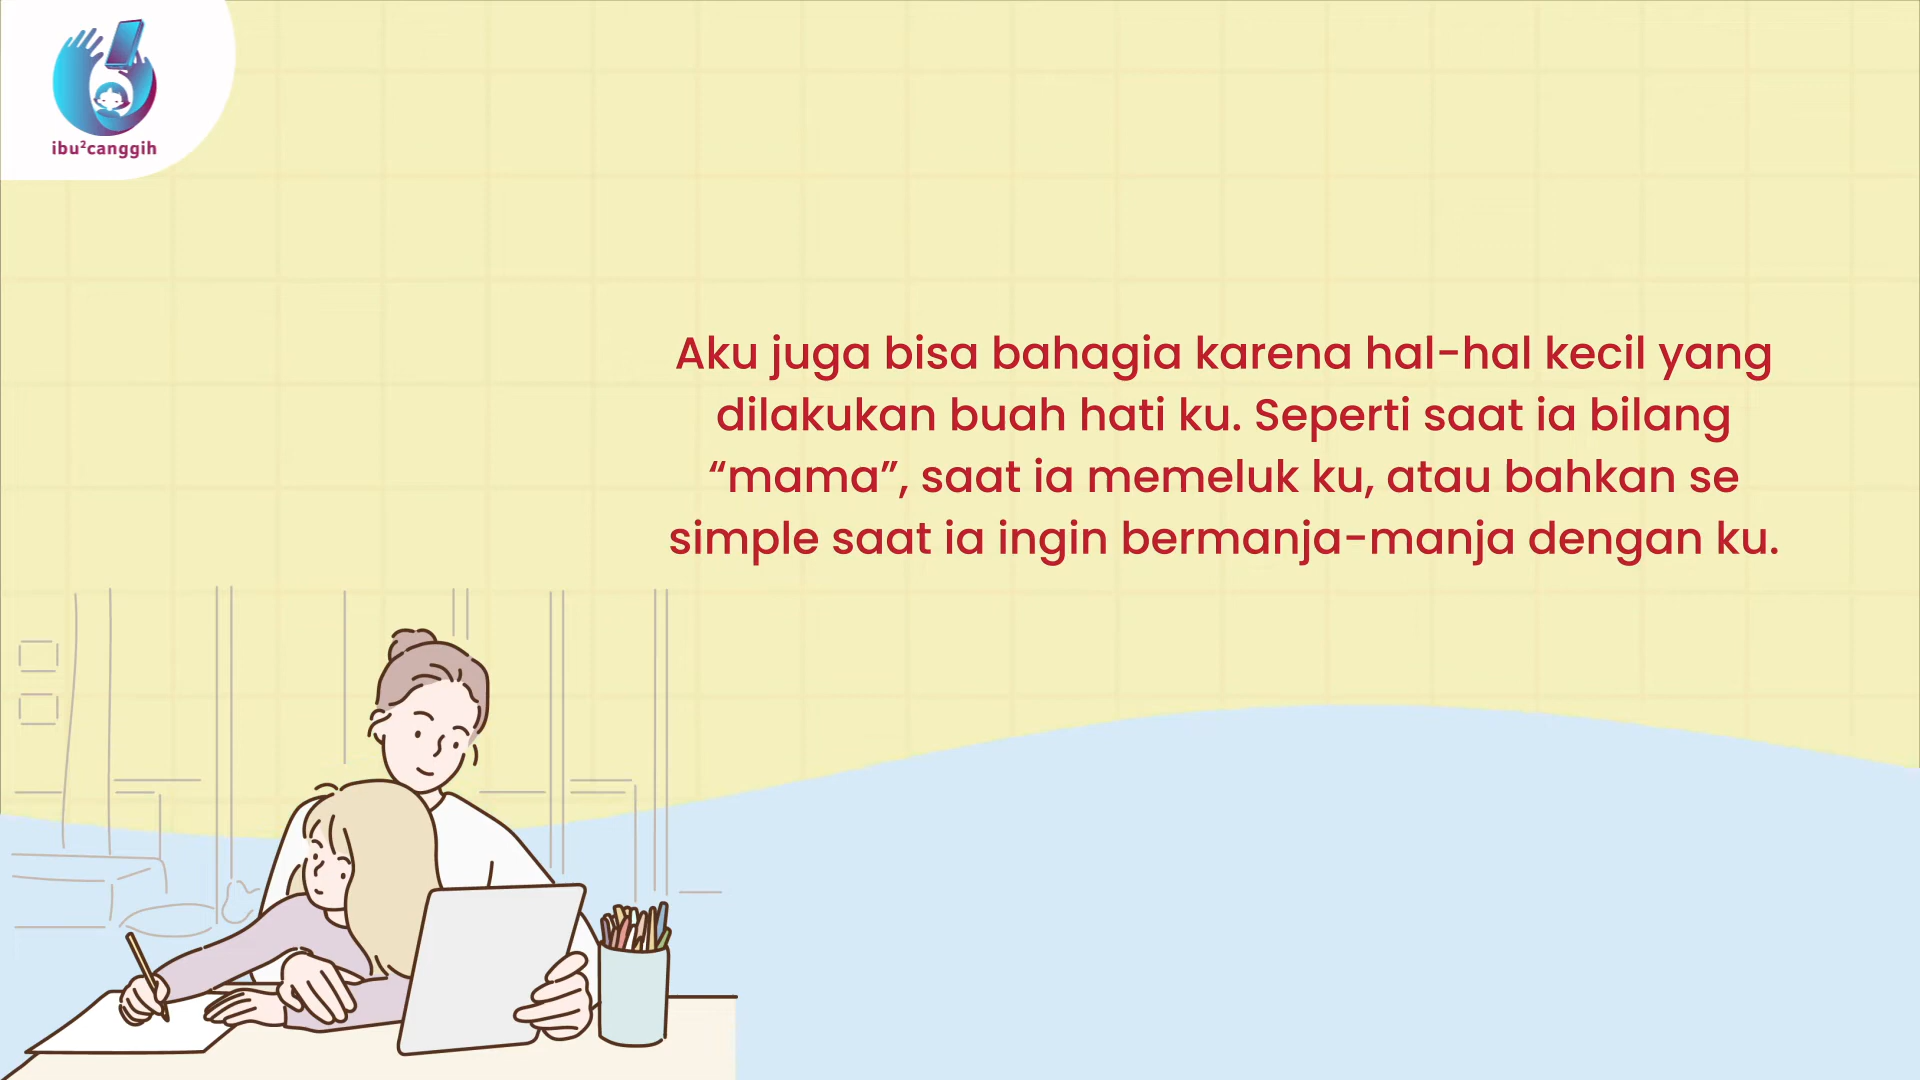 ibu²canggih
Aku juga bisa bahagia karena hal-hal kecil yang
dilakukan buah hati ku. Seperti saat ia bilang
“mama”, saat ia memeluk ku, atau bahkan se
simple saat ia ingin bermanja-manja dengan ku.